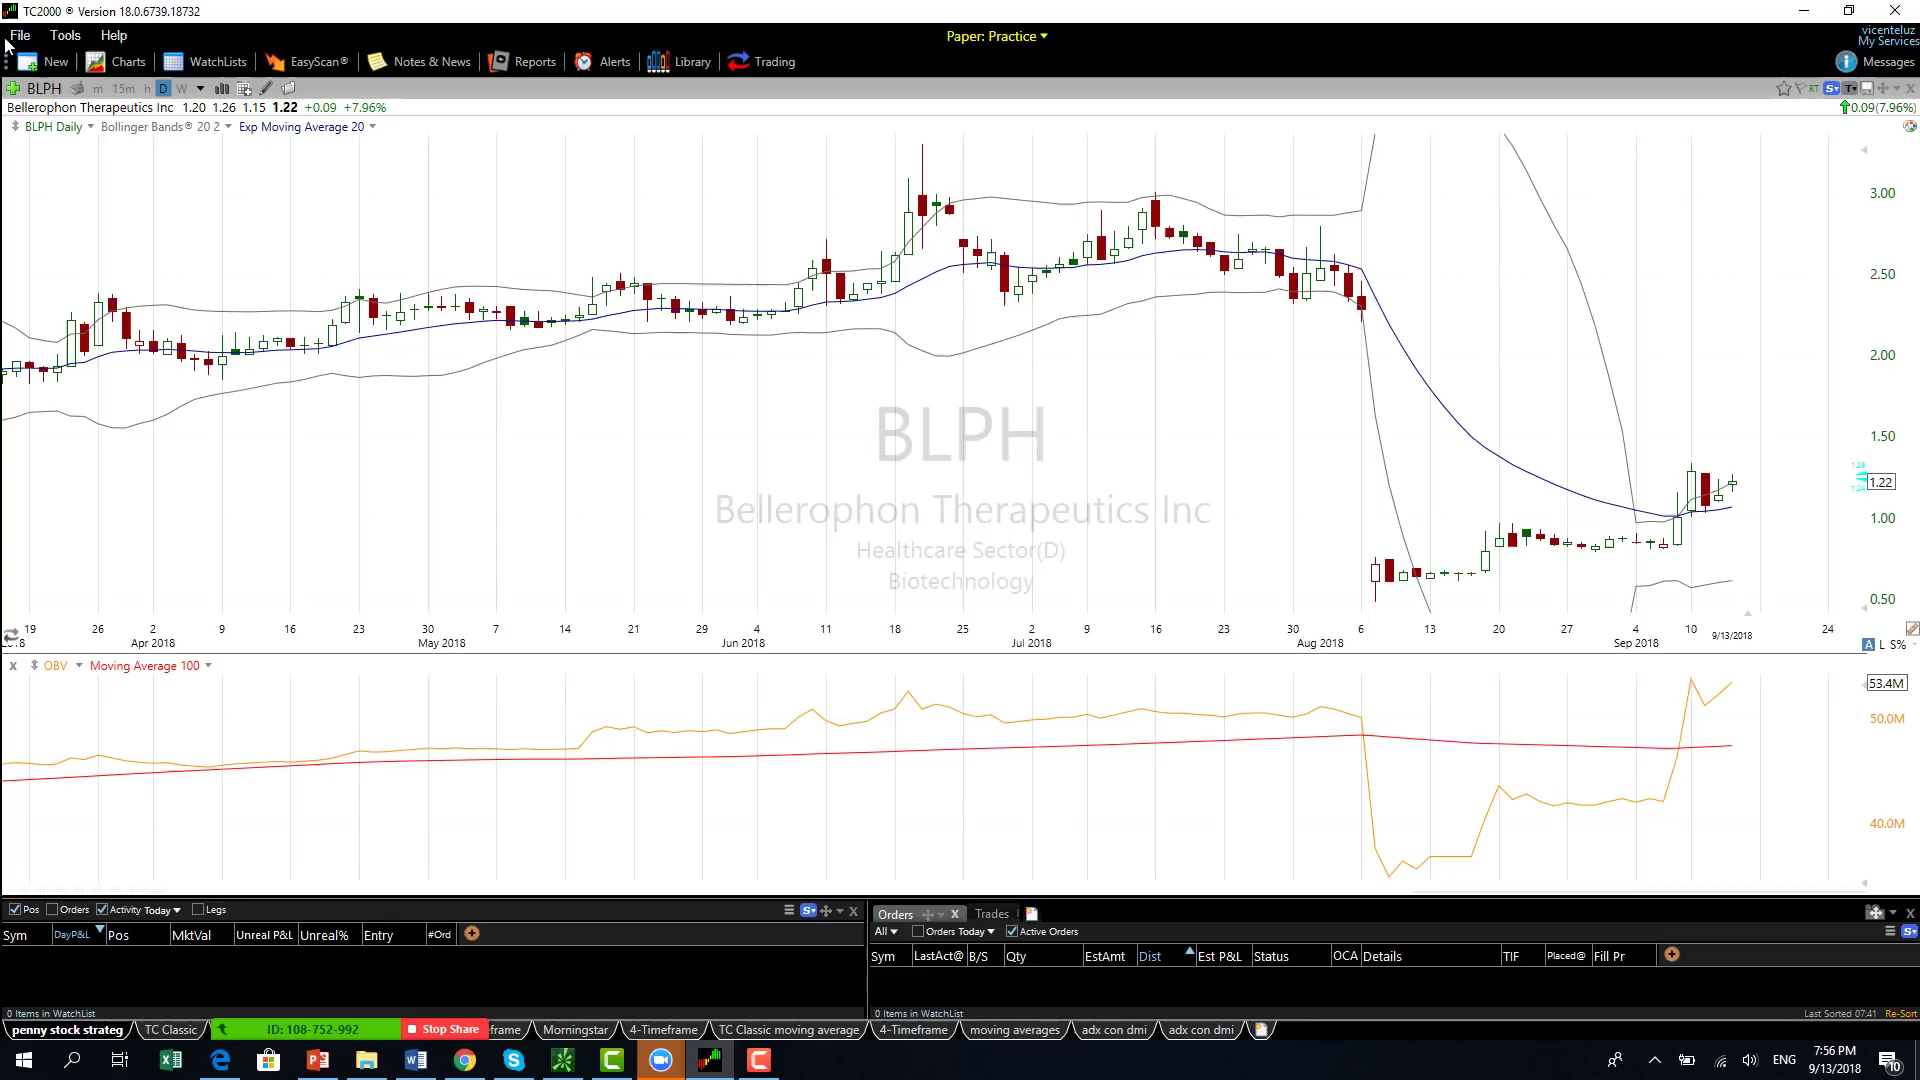 TC2000 ® Version 18.0.6739.18732
File Tools Help
Paper: Practice
vicenteluz
My Services
New Charts WatchLists EasyScan® Notes & News Reports Alerts Library Trading
Messages
BLPH m 15m h D W
RT S T
Bellerophon Therapeutics Inc 1.20 1.26 1.15 1.22 +0.09 +7.96%
0.09(7.96%)
BLPH Daily Bollinger Bands® 20 2 Exp Moving Average 20
3.00
2.50
2.00
1.50
1.22
1.00
0.50
BLPH
Bellerophon Therapeutics Inc
Healthcare Sector(D)
Biotechnology
19 26 2 9 16 23 30 7 14 21 29 4 11 18 25 2 9 16 23 30 6 13 20 27 4 10 9/13/2018 24
Apr 2018 May 2018 Jun 2018 Jul 2018 Aug 2018 Sep 2018
A L S%
x OBV Moving Average 100
53.4M
50.0M
40.0M
Pos Orders Activity Today Legs
S
Sym DayP&L Pos MktVal Unreal P&L Unreal% Entry #Ord
0 Items in WatchList
Orders Trades
All Orders Today Active Orders
S
Sym LastAct@ B/S Qty EstAmt Dist Est P&L Status OCA Details TIF Placed@ Fill Pr
0 Items in WatchList
Last Sorted 07:41 Re-Sort
penny stock strateg TC Classic ID: 108-752-992 Stop Share frame Morningstar 4-Timeframe TC Classic moving average 4-Timeframe moving averages adx con dmi adx con dmi
ENG
7:56 PM
9/13/2018
10